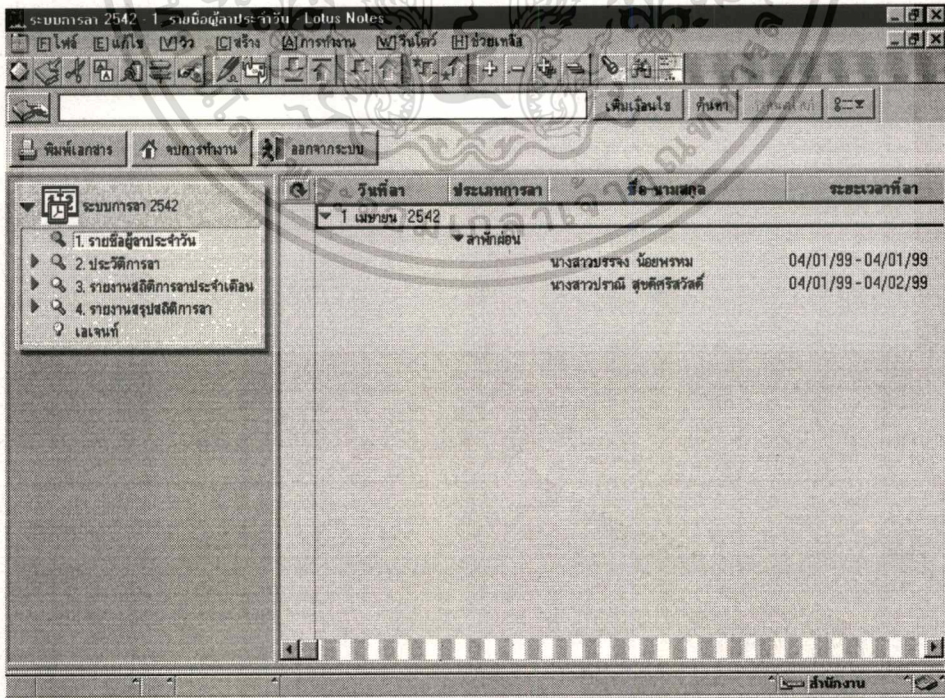 ระบบการลา 2542 - 1. รายชื่อผู้ลาประจำวัน - Lotus Notes
[F]ไฟล์ [E]แก้ไข [V]วิว [C]สร้าง [A]การทำงาน [W]วินโดว์ [H]ช่วยเหลือ
เพิ่มเงื่อนไข ค้นหา
พิมพ์เอกสาร จบการทำงาน ออกจากระบบ
วันที่ลา ประเภทการลา ชื่อ-นามสกุล ระยะเวลาที่ลา
ระบบการลา 2542
1. รายชื่อผู้ลาประจำวัน
2. ประวัติการลา
3. รายงานสถิติการลาประจำเดือน
4. รายงานสรุปสถิติการลา
เอเจนท์
1 เมษายน 2542
ลาพักผ่อน
นางสาวบรรจง น้อยพรหม 04/01/99 - 04/01/99
นางสาวปราณี สุขศิริสวัสดิ์ 04/01/99 - 04/02/99
สำนักงาน